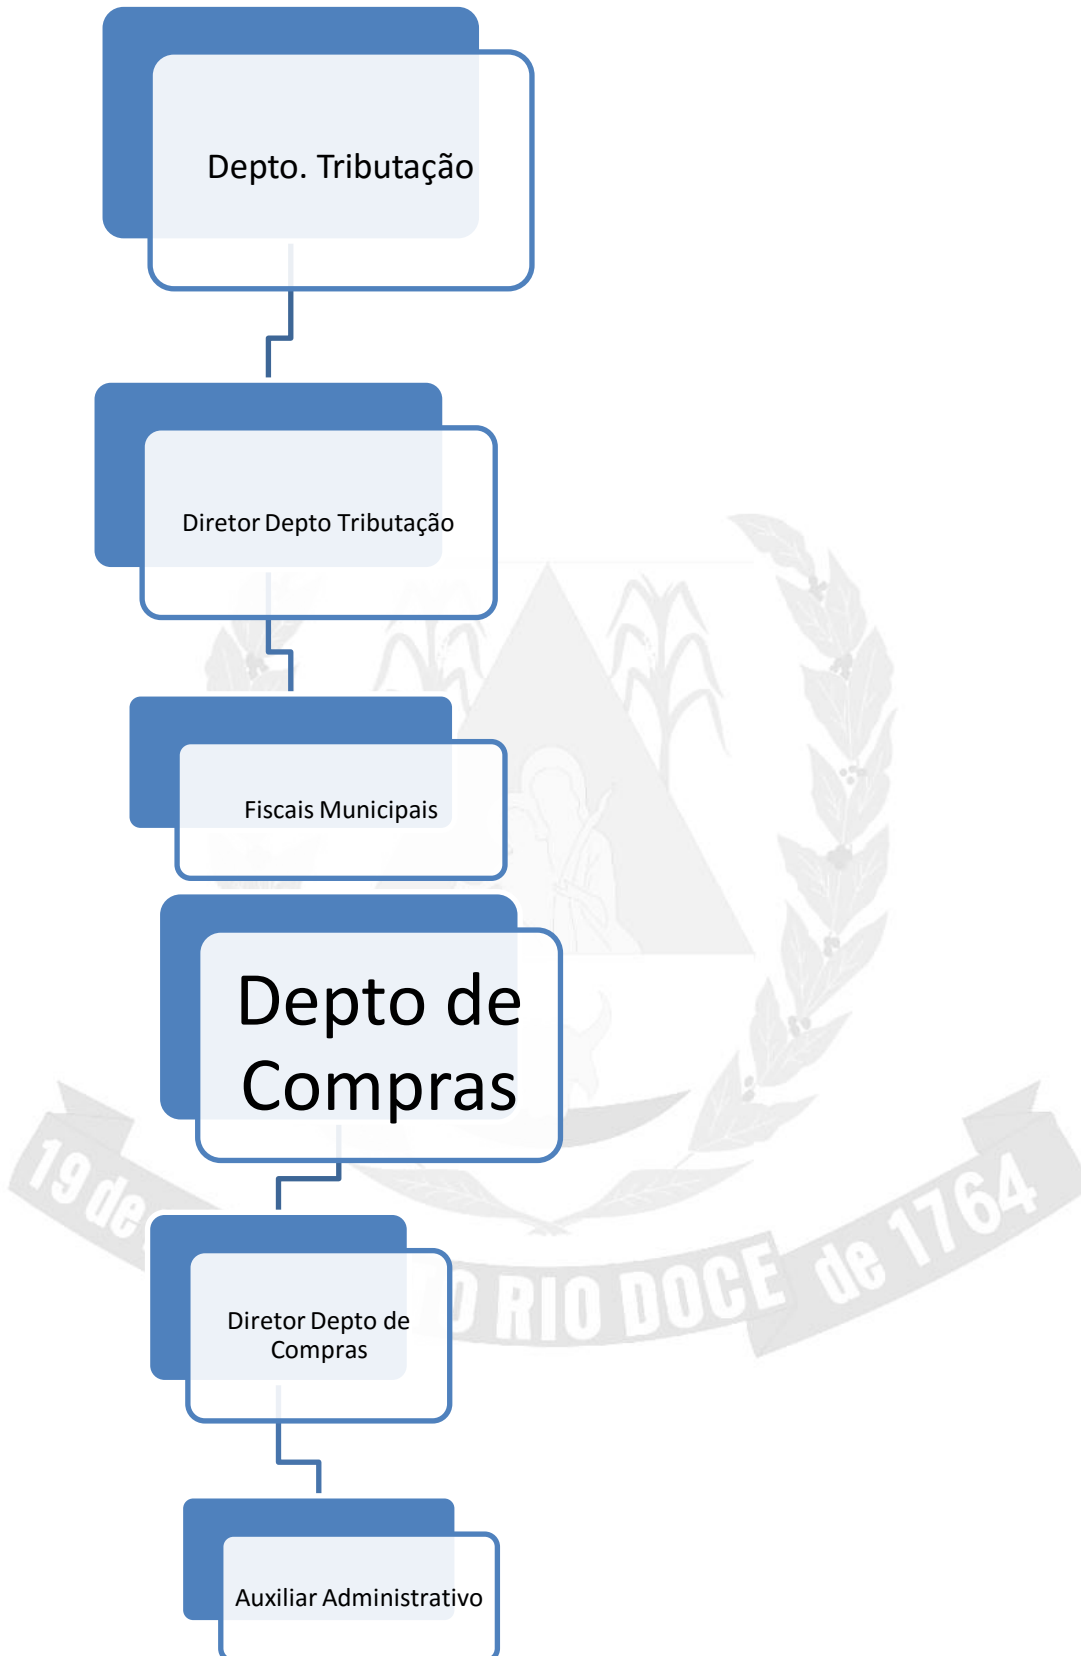 Depto. Tributação
Diretor Depto Tributação
Fiscais Municipais
Depto de
Compras
19 de
O RIO DOCE de 1764
Diretor Depto de
Compras
Auxiliar Administrativo